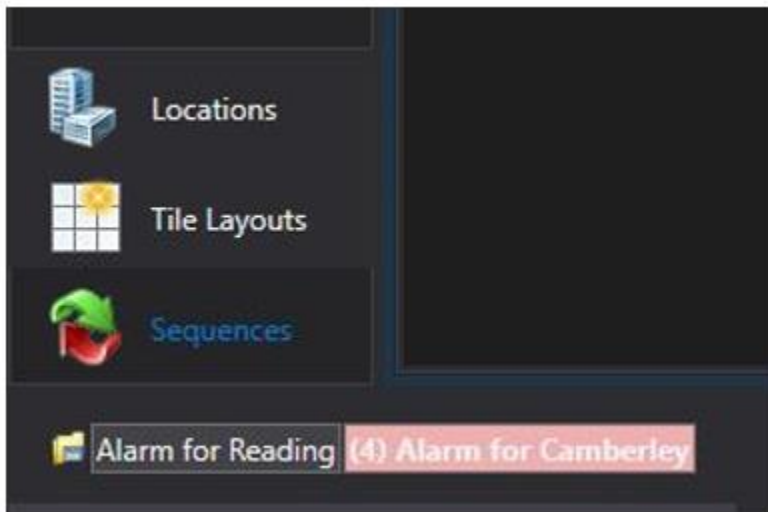 Locations
Tile Layouts
Sequences
Alarm for Reading (4) Alarm for Camberley